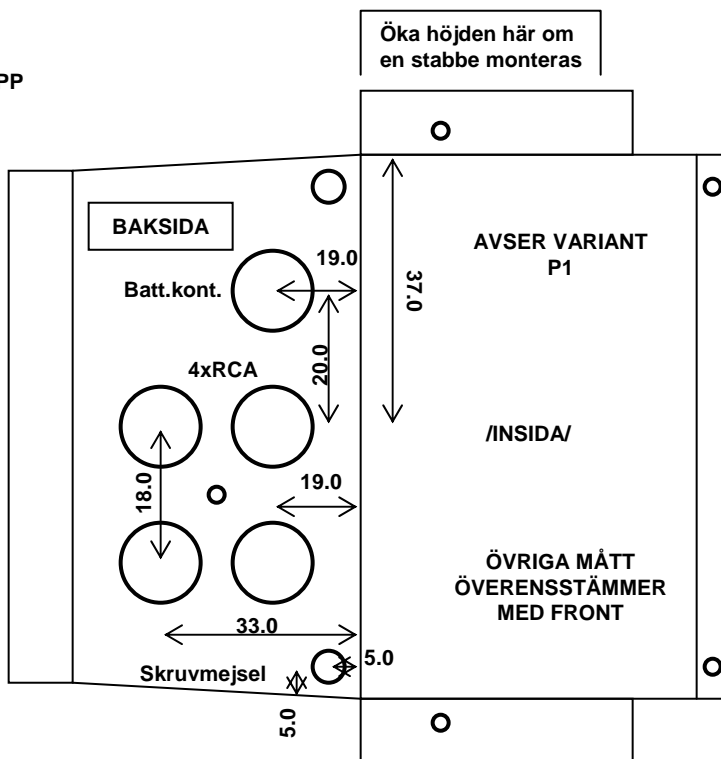 Öka höjden här om
en stabbe monteras
PP
BAKSIDA
19.0
AVSER VARIANT
P1
Batt.kont.
37.0
20.0
4xRCA
/INSIDA/
18.0
19.0
ÖVRIGA MÅTT
ÖVERENSSTÄMMER
MED FRONT
33.0
5.0
Skruvmejsel
5.0